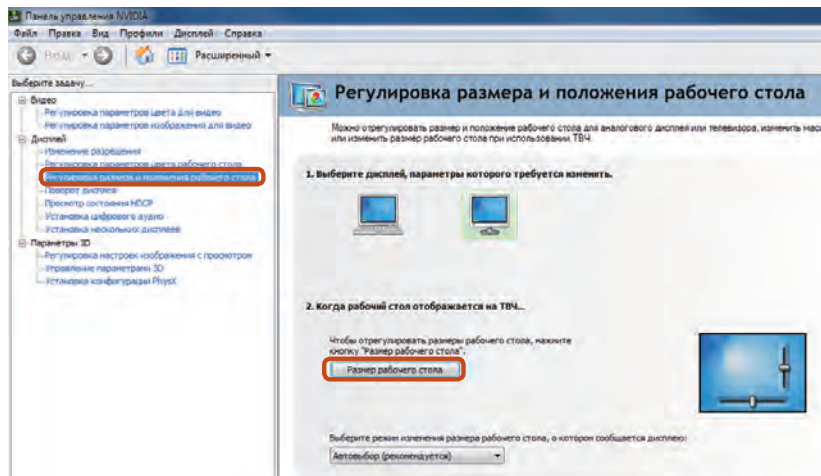 Панель управления NVIDIA
Файл Правка Вид Профили Дисплей Справка
Назад Расширенный
Выберите задачу...
Видео
Регулировка параметров цвета для видео
Регулировка параметров изображения для видео
Дисплей
Изменение разрешения
Регулировка параметров цвета рабочего стола
Регулировка размера и положения рабочего стола
Поворот дисплея
Просмотр состояния HDCP
Установка цифрового аудио
Установка нескольких дисплеев
Параметры 3D
Регулировка настроек изображения с просмотром
Управление параметрами 3D
Установка конфигурации PhysX
Регулировка размера и положения рабочего стола
Можно отрегулировать размер и положение рабочего стола для аналогового дисплея или телевизора, изменить мас
или изменить размер рабочего стола при использовании ТВЧ.
1. Выберите дисплей, параметры которого требуется изменить.
2. Когда рабочий стол отображается на ТВЧ...
Чтобы отрегулировать размеры рабочего стола, нажмите
кнопку "Размер рабочего стола".
Размер рабочего стола
Выберите режим изменения размера рабочего стола, о котором сообщается дисплею:
Автовыбор (рекомендуется)